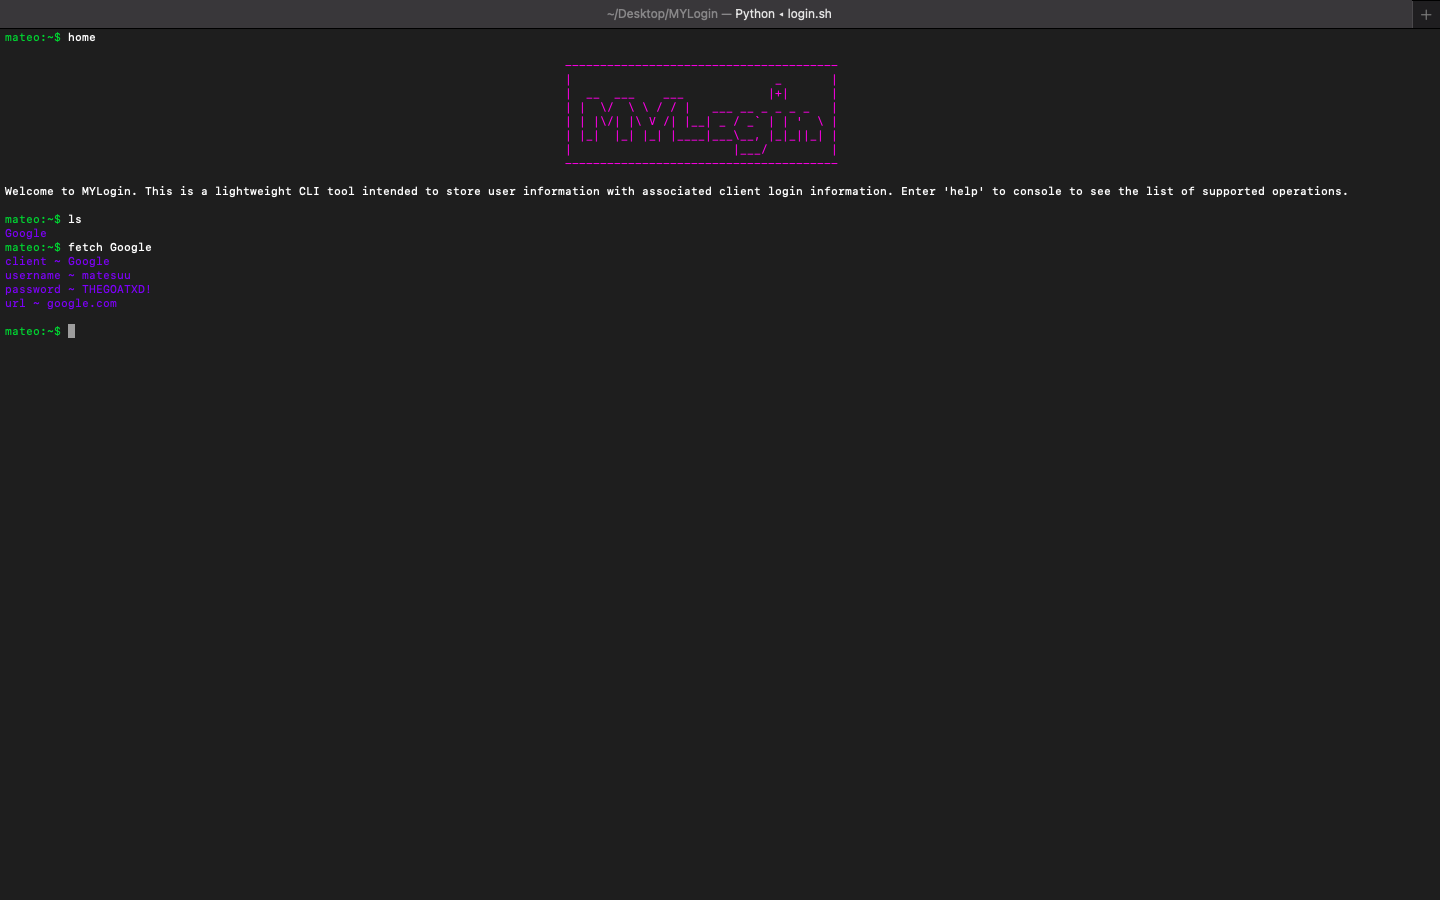 ~/Desktop/MYLogin — Python ◂ login.sh
mateo:~$ home
MYLogin
Welcome to MYLogin. This is a lightweight CLI tool intended to store user information with associated client login information. Enter 'help' to console to see the list of supported operations.
mateo:~$ ls
Google
mateo:~$ fetch Google
client ~ Google
username ~ matesuu
password ~ THEGOATXD!
url ~ google.com
mateo:~$